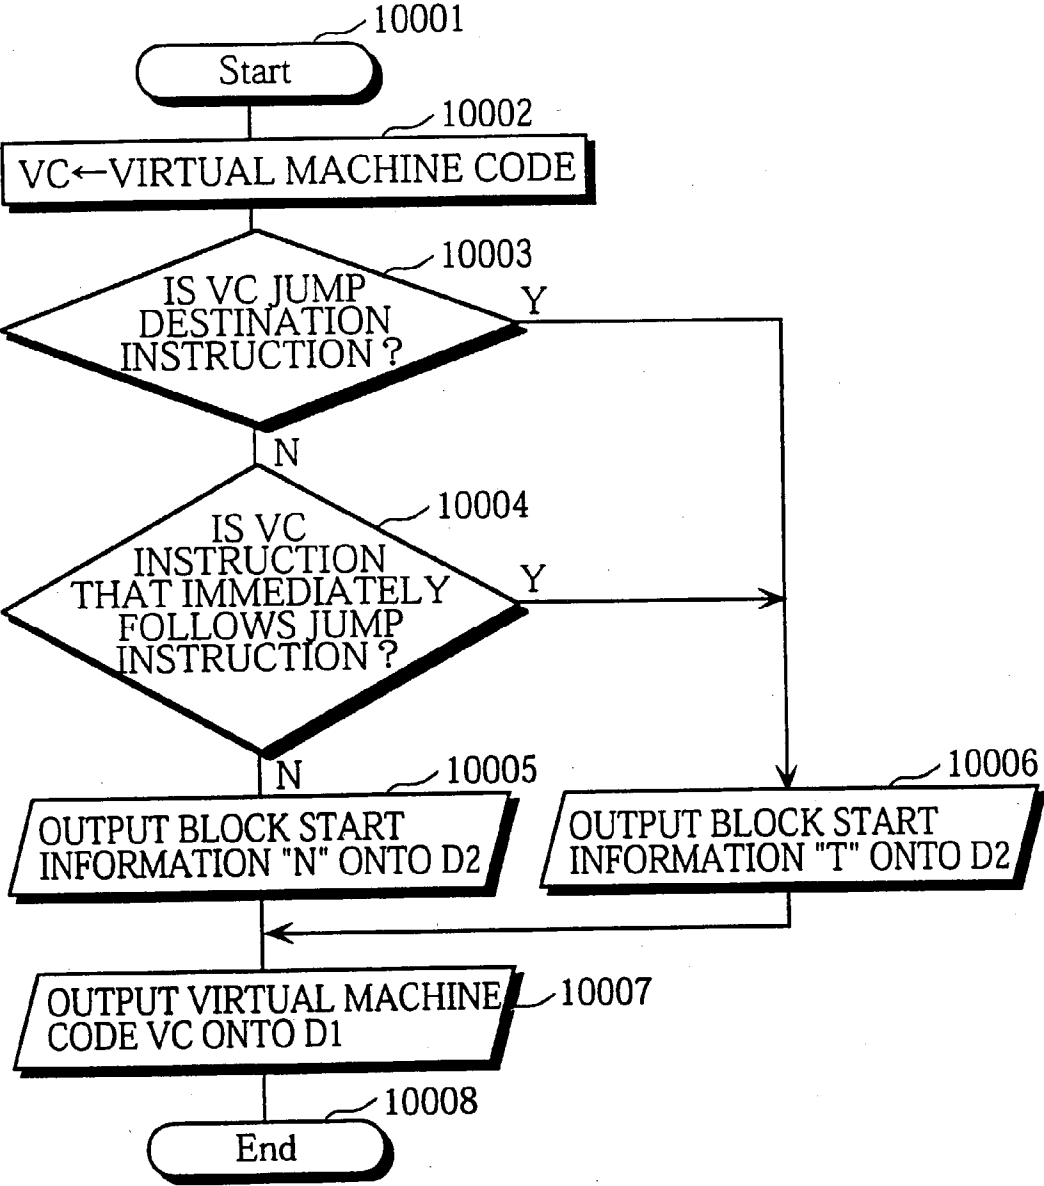 10001
Start
10002
VC←VIRTUAL MACHINE CODE
10003
IS VC JUMP
DESTINATION
INSTRUCTION ?
Y
N
10004
IS VC
INSTRUCTION
THAT IMMEDIATELY
FOLLOWS JUMP
INSTRUCTION ?
Y
N
10005
OUTPUT BLOCK START
INFORMATION "N" ONTO D2
10006
OUTPUT BLOCK START
INFORMATION "T" ONTO D2
10007
OUTPUT VIRTUAL MACHINE
CODE VC ONTO D1
10008
End